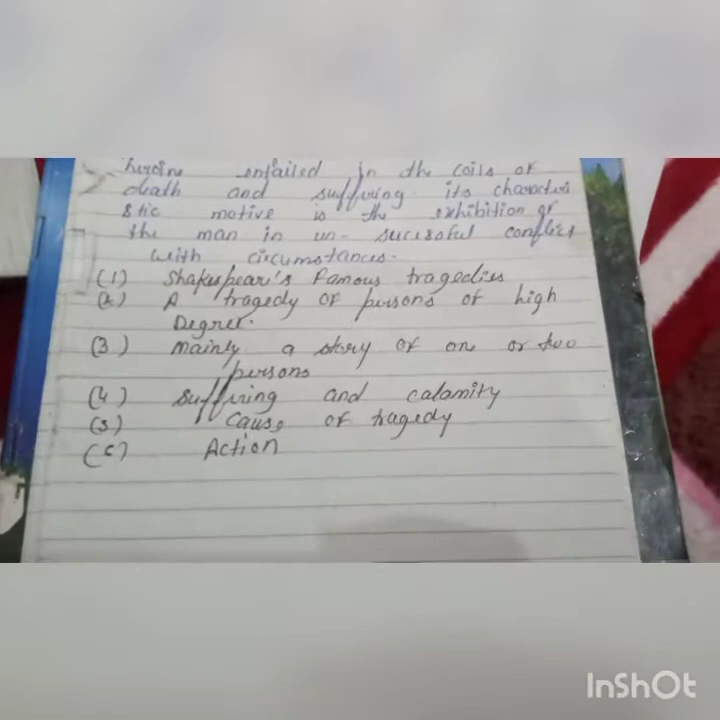 heroine entailed in the coils of
death and suffering. its characteri
stic motive is the exhibition of
the man in un- sucessful conflict
with circumstances.
(1) Shakespear's Famous tragedies
(2) A tragedy of persons of high
Degree.
(3) mainly a story of one or two
persons
(4) suffering and calamity
(5) Cause of tragedy
(6) Action
InShOt